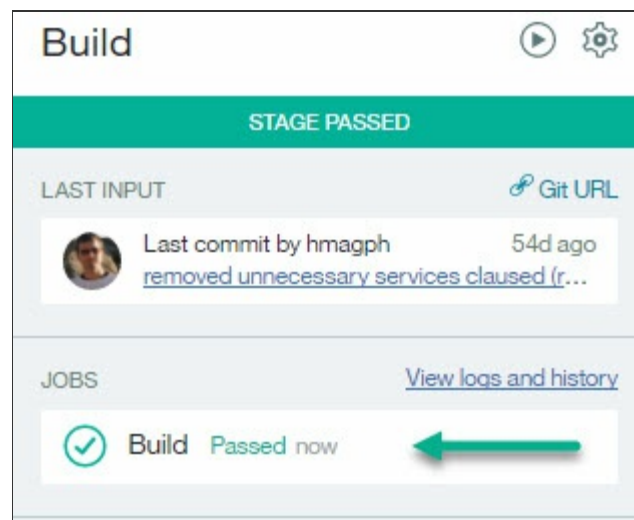 Build
STAGE PASSED
LAST INPUT Git URL
Last commit by hmagph 54d ago
removed unnecessary services claused (r...
JOBS View logs and history
Build Passed now